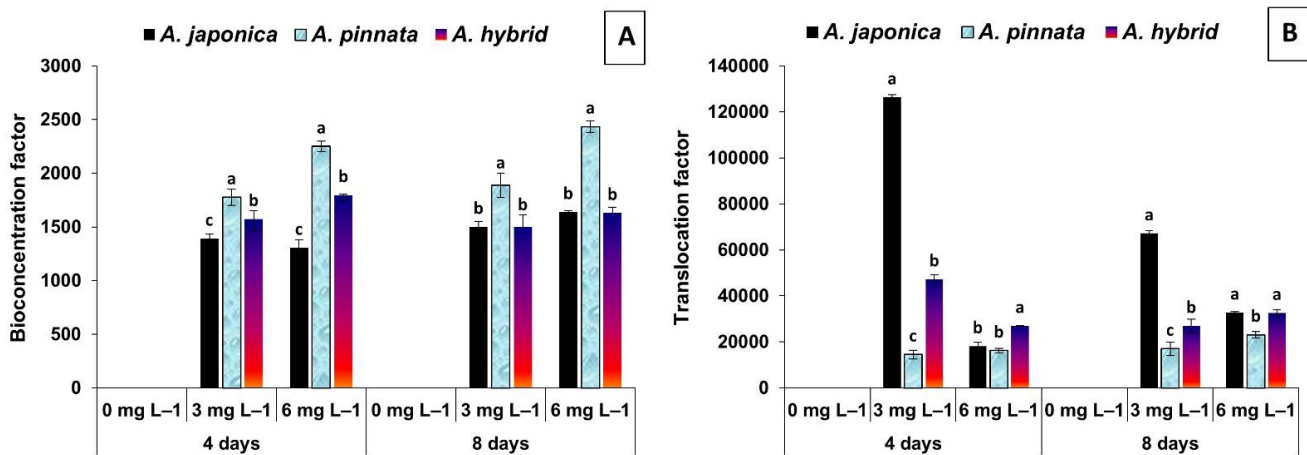 A. japonica A. pinnata A. hybrid
A
Bioconcentration factor
3000
2500
2000
1500
1000
500
0
c a b c a b b a b b a b
0 mg L–1 3 mg L–1 6 mg L–1 0 mg L–1 3 mg L–1 6 mg L–1
4 days 8 days
A. japonica A. pinnata A. hybrid
B
Translocation factor
140000
120000
100000
80000
60000
40000
20000
0
a c b b b a a c b a b a
0 mg L–1 3 mg L–1 6 mg L–1 0 mg L–1 3 mg L–1 6 mg L–1
4 days 8 days